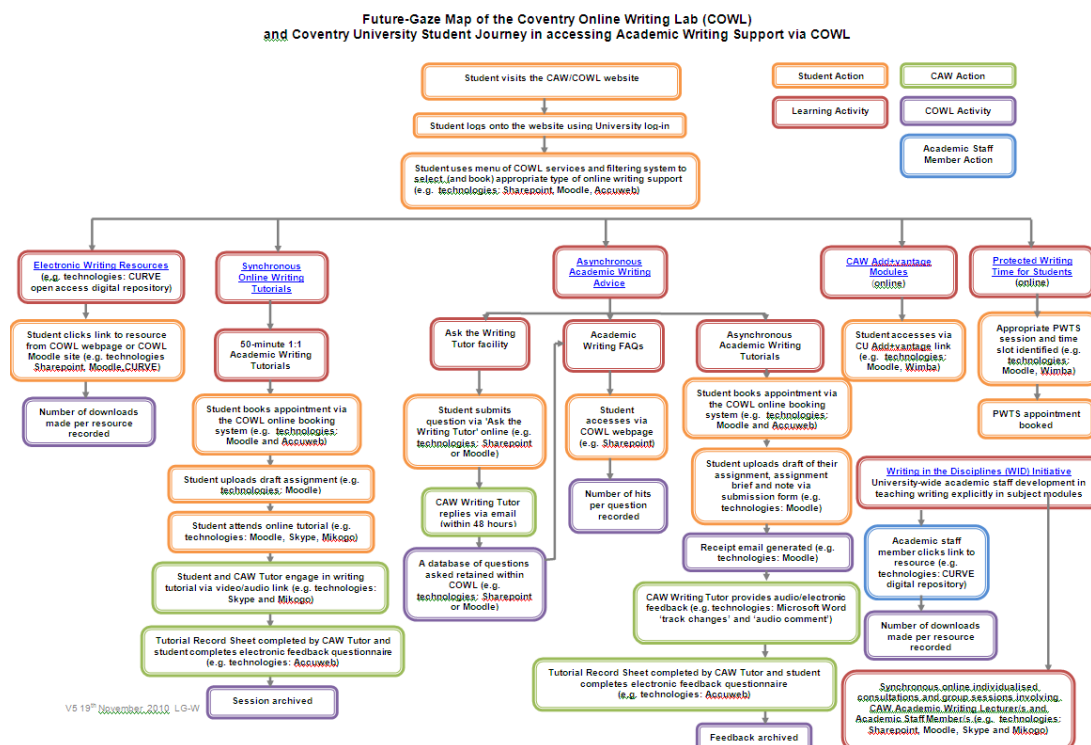 Future-Gaze Map of the Coventry Online Writing Lab (COWL)
and Coventry University Student Journey in accessing Academic Writing Support via COWL
Student visits the CAW/COWL website
Student logs onto the website using University log-in
Student uses menu of COWL services and filtering system to
select (and book) appropriate type of online writing support
(e.g. technologies: Sharepoint, Moodle, Accuweb)
Student Action
CAW Action
Learning Activity
COWL Activity
Academic Staff
Member Action
Electronic Writing Resources
(e.g. technologies: CURVE
open access digital repository)
Student clicks link to resource
from COWL webpage or COWL
Moodle site (e.g. technologies
Sharepoint, Moodle,CURVE)
Number of downloads
made per resource
recorded
Synchronous
Online Writing
Tutorials
50-minute 1:1
Academic Writing
Tutorials
Student books appointment via
the COWL online booking
system (e.g. technologies:
Moodle and Accuweb)
Student uploads draft assignment (e.g.
technologies: Moodle)
Student attends online tutorial (e.g.
technologies: Moodle, Skype, Mikogo)
Student and CAW Tutor engage in writing
tutorial via video/audio link (e.g. technologies:
Skype and Mikogo)
Tutorial Record Sheet completed by CAW Tutor and
student completes electronic feedback questionnaire
(e.g. technologies: Accuweb)
Session archived
Asynchronous
Academic Writing
Advice
Ask the Writing
Tutor facility
Student submits
question via 'Ask the
Writing Tutor' online (e.g.
technologies: Sharepoint
or Moodle)
CAW Writing Tutor
replies via email
(within 48 hours)
A database of questions
asked retained within
COWL (e.g.
technologies: Sharepoint
or Moodle)
Academic
Writing FAQs
Student
accesses via
COWL webpage
(e.g. Sharepoint)
Number of hits
per question
recorded
Asynchronous
Academic Writing
Tutorials
Student books appointment via
the COWL online booking
system (e.g. technologies:
Moodle and Accuweb)
Student uploads draft of their
assignment, assignment
brief and note via
submission form (e.g.
technologies: Moodle)
Receipt email generated (e.g.
technologies: Moodle)
CAW Writing Tutor provides audio/electronic
feedback (e.g. technologies: Microsoft Word
'track changes' and 'audio comment')
Tutorial Record Sheet completed by CAW Tutor and student
completes electronic feedback questionnaire
(e.g. technologies: Accuweb)
Feedback archived
CAW Add+vantage
Modules
(online)
Student accesses via
CU Add+vantage link
(e.g. technologies:
Moodle, Wimba)
Protected Writing
Time for Students
(online)
Appropriate PWTS
session and time
slot identified (e.g.
technologies:
Moodle, Wimba)
PWTS appointment
booked
Writing in the Disciplines (WID) Initiative
University-wide academic staff development in
teaching writing explicitly in subject modules
Academic staff
member clicks link to
resource (e.g.
technologies: CURVE
digital repository)
Number of downloads
made per resource
recorded
Synchronous online individualised
consultations and group sessions involving
CAW Academic Writing Lecturer/s and
Academic Staff Member/s (e.g. technologies:
Sharepoint, Moodle, Skype and Mikogo)
V5 19th November, 2010 LG-W